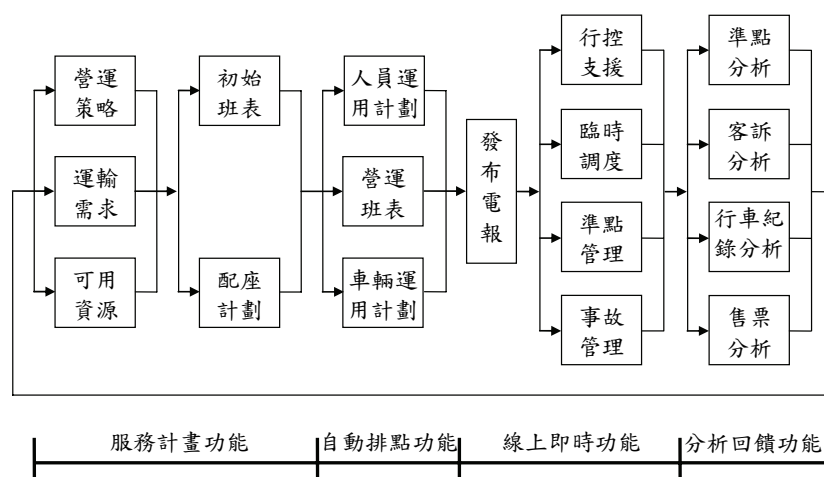 營運
策略
運輸
需求
可用
資源
初始
班表
配座
計劃
人員運
用計劃
營運
班表
車輛運
用計劃
發
布
電
報
行控
支援
臨時
調度
準點
管理
事故
管理
準點
分析
客訴
分析
行車紀
錄分析
售票
分析
服務計畫功能
自動排點功能
線上即時功能
分析回饋功能